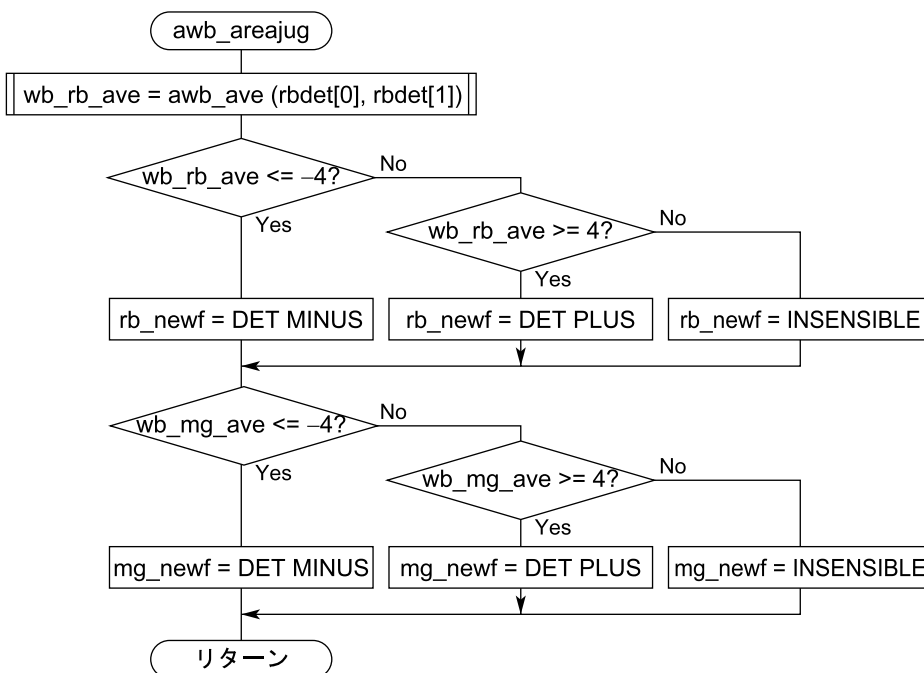 awb_areajug
wb_rb_ave = awb_ave (rbdet[0], rbdet[1])
wb_rb_ave <= –4?
No
Yes
wb_rb_ave >= 4?
No
Yes
rb_newf = DET MINUS
rb_newf = DET PLUS
rb_newf = INSENSIBLE
wb_mg_ave <= –4?
No
Yes
wb_mg_ave >= 4?
No
Yes
mg_newf = DET MINUS
mg_newf = DET PLUS
mg_newf = INSENSIBLE
リターン